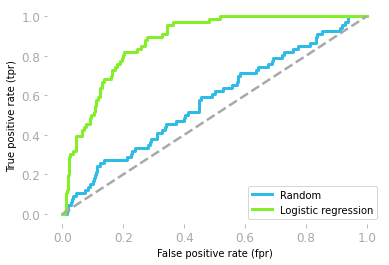 1.0
0.8
0.6
0.4
0.2
0.0
True positive rate (tpr)
Random
Logistic regression
0.0 0.2 0.4 0.6 0.8 1.0
False positive rate (fpr)